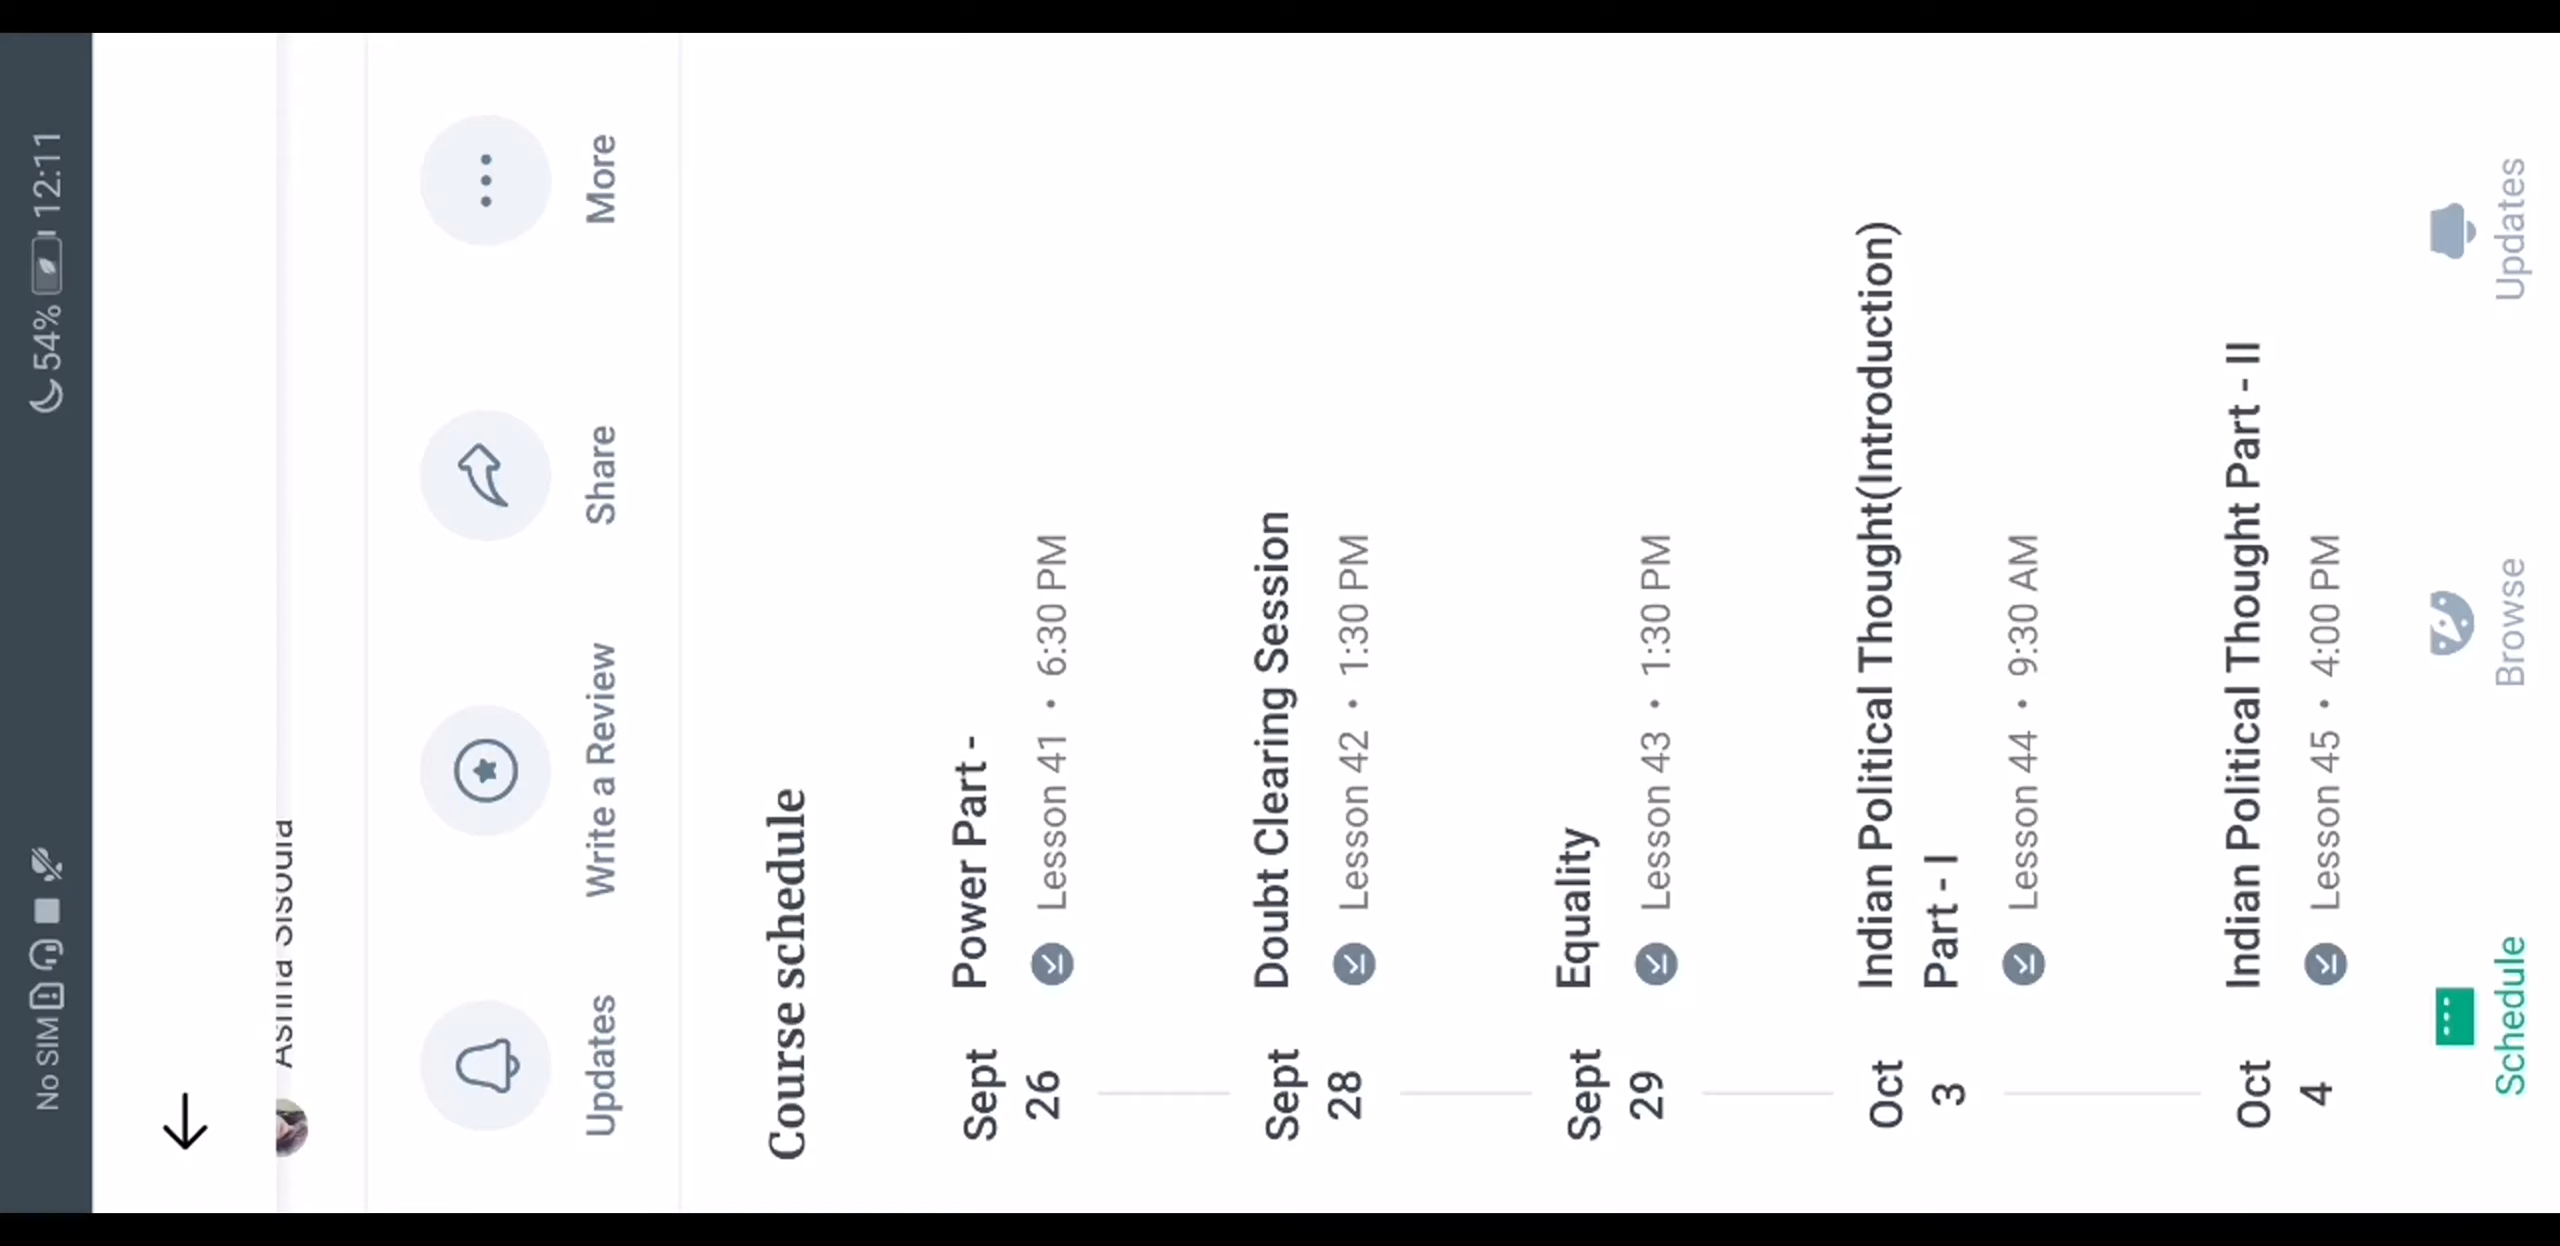 No SIM 54% 12:11
Updates Write a Review Share More
Course schedule
Sept
26
Power Part -
Lesson 41 • 6:30 PM
Sept
28
Doubt Clearing Session
Lesson 42 • 1:30 PM
Sept
29
Equality
Lesson 43 • 1:30 PM
Oct
3
Indian Political Thought(Introduction)
Part - I
Lesson 44 • 9:30 AM
Oct
4
Indian Political Thought Part - II
Lesson 45 • 4:00 PM
Schedule Browse Updates